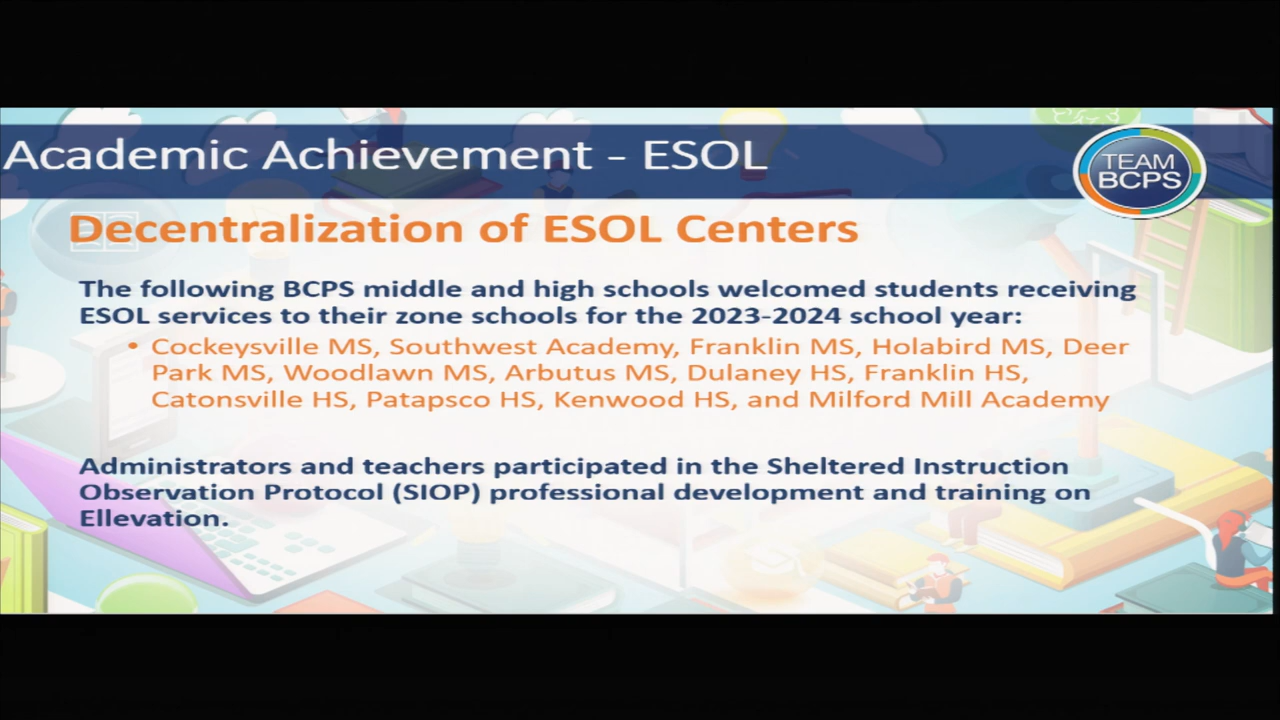 Academic Achievement - ESOL
TEAM
BCPS
Decentralization of ESOL Centers
The following BCPS middle and high schools welcomed students receiving
ESOL services to their zone schools for the 2023-2024 school year:
• Cockeysville MS, Southwest Academy, Franklin MS, Holabird MS, Deer
Park MS, Woodlawn MS, Arbutus MS, Dulaney HS, Franklin HS,
Catonsville HS, Patapsco HS, Kenwood HS, and Milford Mill Academy
Administrators and teachers participated in the Sheltered Instruction
Observation Protocol (SIOP) professional development and training on
Ellevation.